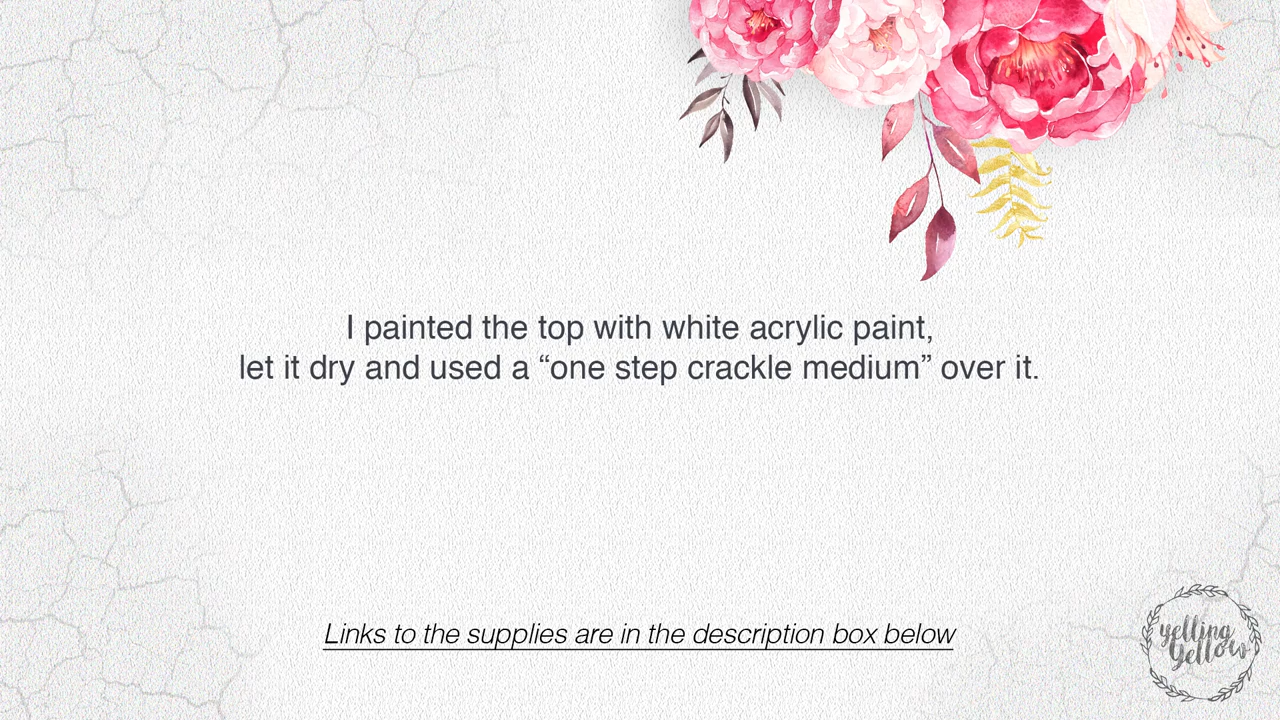 I painted the top with white acrylic paint,
let it dry and used a “one step crackle medium” over it.
Links to the supplies are in the description box below
yelling
yellow